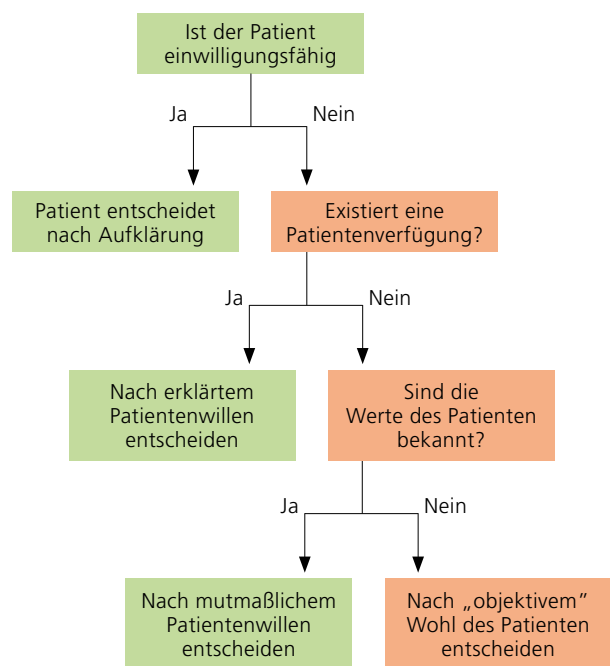 Ist der Patient
einwilligungsfähig
Ja
Nein
Patient entscheidet
nach Aufklärung
Existiert eine
Patientenverfügung?
Ja
Nein
Nach erklärtem
Patientenwillen
entscheiden
Sind die
Werte des Patienten
bekannt?
Ja
Nein
Nach mutmaßlichem
Patientenwillen
entscheiden
Nach „objektivem”
Wohl des Patienten
entscheiden